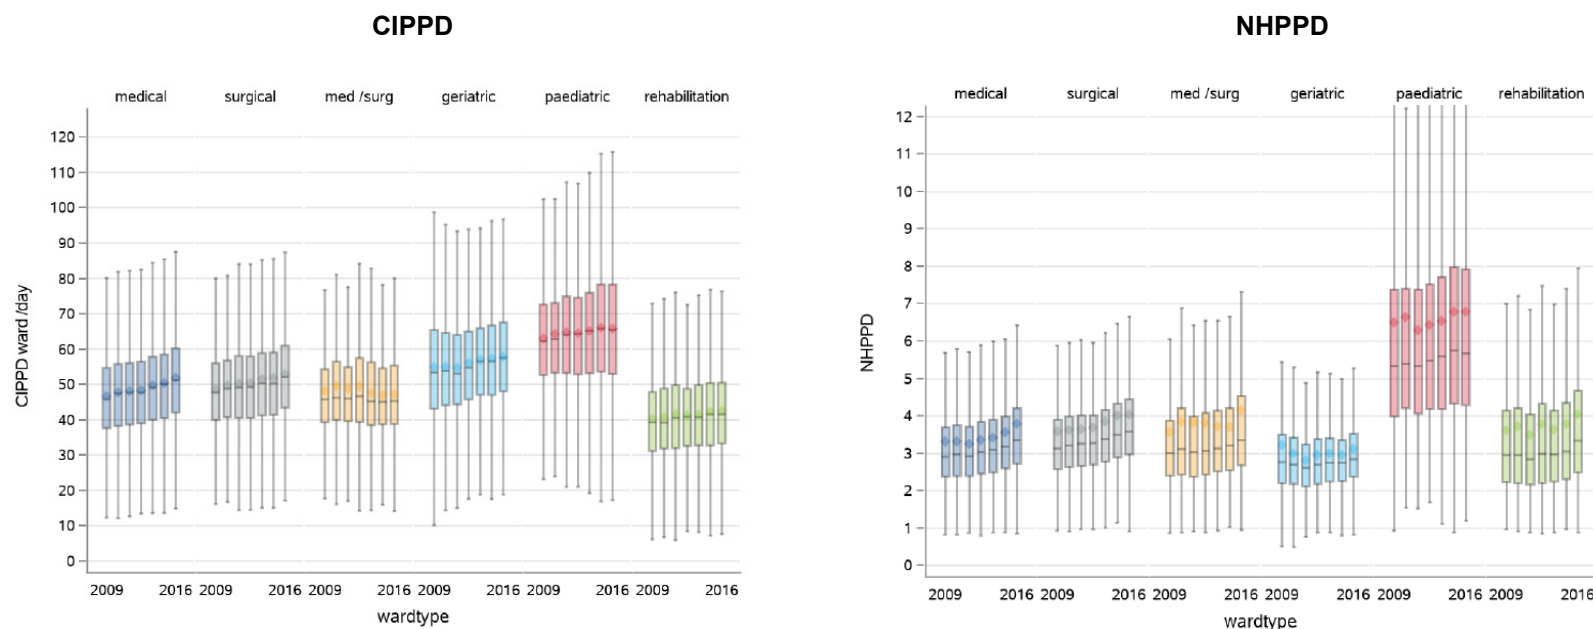 CIPPD
NHPPD
medical surgical med /surg geriatric paediatric rehabilitation
120
110
100
90
80
70
60
50
40
30
20
10
0
CIPPD ward /day
2009 2016 2009 2016 2009 2016 2009 2016 2009 2016 2009 2016
wardtype
medical surgical med /surg geriatric paediatric rehabilitation
12
11
10
9
8
7
6
5
4
3
2
1
0
NHPPD
2009 2016 2009 2016 2009 2016 2009 2016 2009 2016 2009 2016
wardtype